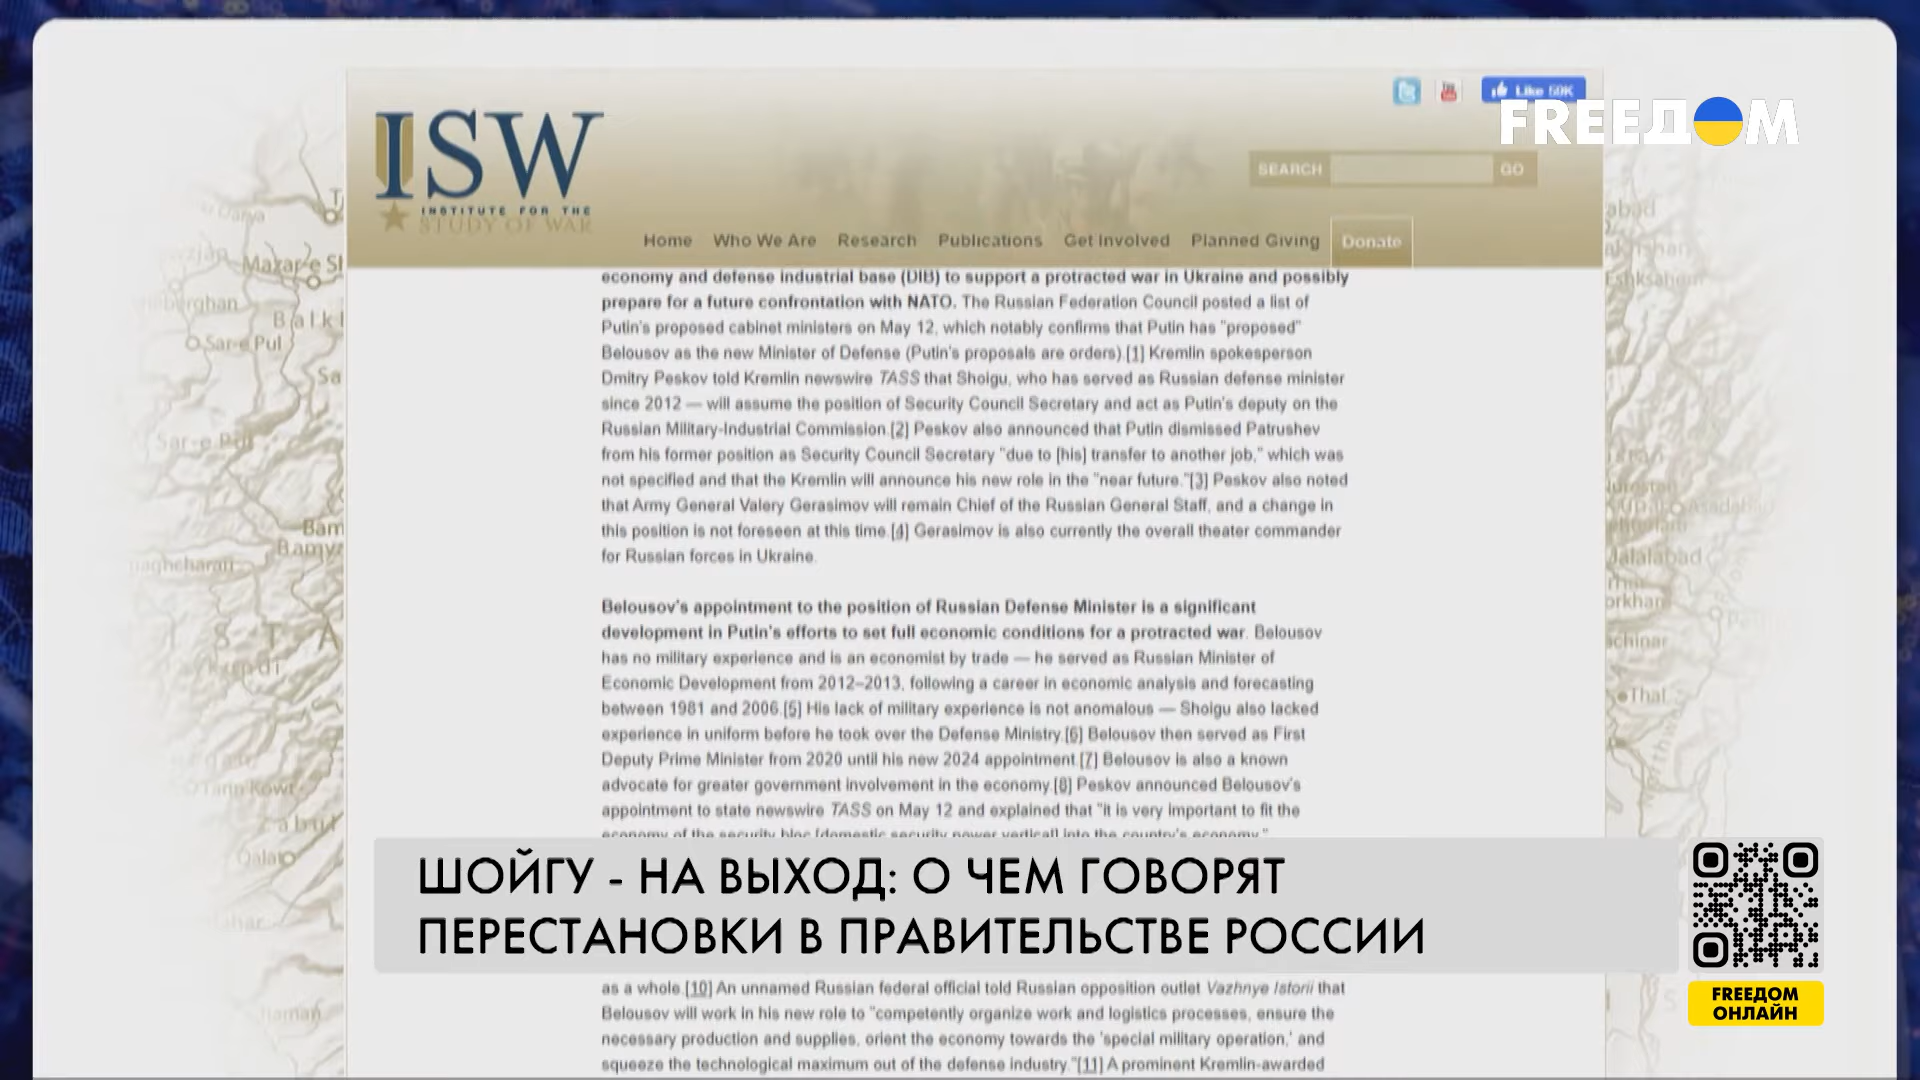 Like 50K
FREEДОМ
ISW
INSTITUTE FOR THE
STUDY OF WAR
SEARCH
GO
Home Who We Are Research Publications Get Involved Planned Giving Donate
economy and defense industrial base (DIB) to support a protracted war in Ukraine and possibly
prepare for a future confrontation with NATO. The Russian Federation Council posted a list of
Putin's proposed cabinet ministers on May 12, which notably confirms that Putin has "proposed"
Belousov as the new Minister of Defense (Putin's proposals are orders).[1] Kremlin spokesperson
Dmitry Peskov told Kremlin newswire TASS that Shoigu, who has served as Russian defense minister
since 2012 — will assume the position of Security Council Secretary and act as Putin's deputy on the
Russian Military-Industrial Commission.[2] Peskov also announced that Putin dismissed Patrushev
from his former position as Security Council Secretary "due to [his] transfer to another job," which was
not specified and that the Kremlin will announce his new role in the "near future."[3] Peskov also noted
that Army General Valery Gerasimov will remain Chief of the Russian General Staff, and a change in
this position is not foreseen at this time.[4] Gerasimov is also currently the overall theater commander
for Russian forces in Ukraine.
Belousov's appointment to the position of Russian Defense Minister is a significant
development in Putin's efforts to set full economic conditions for a protracted war. Belousov
has no military experience and is an economist by trade — he served as Russian Minister of
Economic Development from 2012–2013, following a career in economic analysis and forecasting
between 1981 and 2006.[5] His lack of military experience is not anomalous — Shoigu also lacked
experience in uniform before he took over the Defense Ministry.[6] Belousov then served as First
Deputy Prime Minister from 2020 until his new 2024 appointment.[7] Belousov is also a known
advocate for greater government involvement in the economy.[8] Peskov announced Belousov's
appointment to state newswire TASS on May 12 and explained that "it is very important to fit the
economy of the security bloc [domestic security power vertical] into the country's economy,"
ШОЙГУ - НА ВЫХОД: О ЧЕМ ГОВОРЯТ
ПЕРЕСТАНОВКИ В ПРАВИТЕЛЬСТВЕ РОССИИ
FREEДОМ
ОНЛАЙН
as a whole.[10] An unnamed Russian federal official told Russian opposition outlet Vazhnye Istorii that
Belousov will work in his new role to "competently organize work and logistics processes, ensure the
necessary production and supplies, orient the economy towards the 'special military operation,' and
squeeze the technological maximum out of the defense industry."[11] A prominent Kremlin-awarded